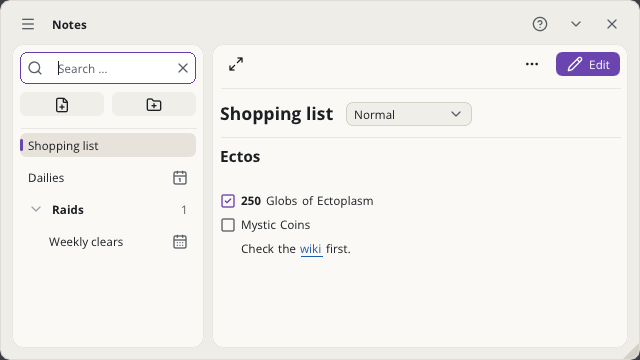 Notes
Search ...
Shopping list
Dailies
Raids 1
Weekly clears
Edit
Shopping list Normal
Ectos
250 Globs of Ectoplasm
Mystic Coins
Check the wiki first.